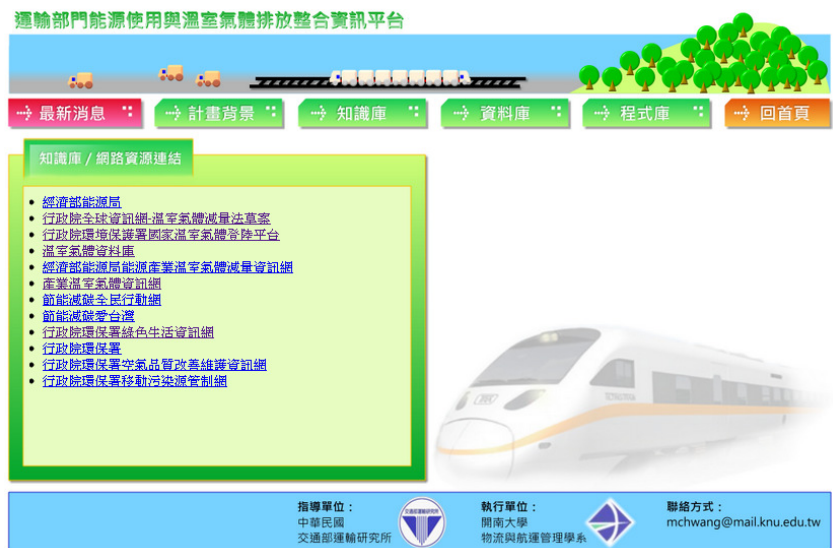 運輸部門能源使用與溫室氣體排放整合資訊平台
最新消息
計畫背景
知識庫
資料庫
程式庫
回首頁
知識庫 / 網路資源連結
經濟部能源局
行政院全球資訊網-溫室氣體減量法草案
行政院環境保護署國家溫室氣體登陸平台
溫室氣體資料庫
經濟部能源局能源產業溫室氣體減量資訊網
產業溫室氣體資訊網
節能減碳全民行動網
節能減碳愛台灣
行政院環保署綠色生活資訊網
行政院環保署
行政院環保署空氣品質改善維護資訊網
行政院環保署移動污染源管制網
指導單位：
中華民國
交通部運輸研究所
執行單位：
開南大學
物流與航運管理學系
聯絡方式：
mchwang@mail.knu.edu.tw